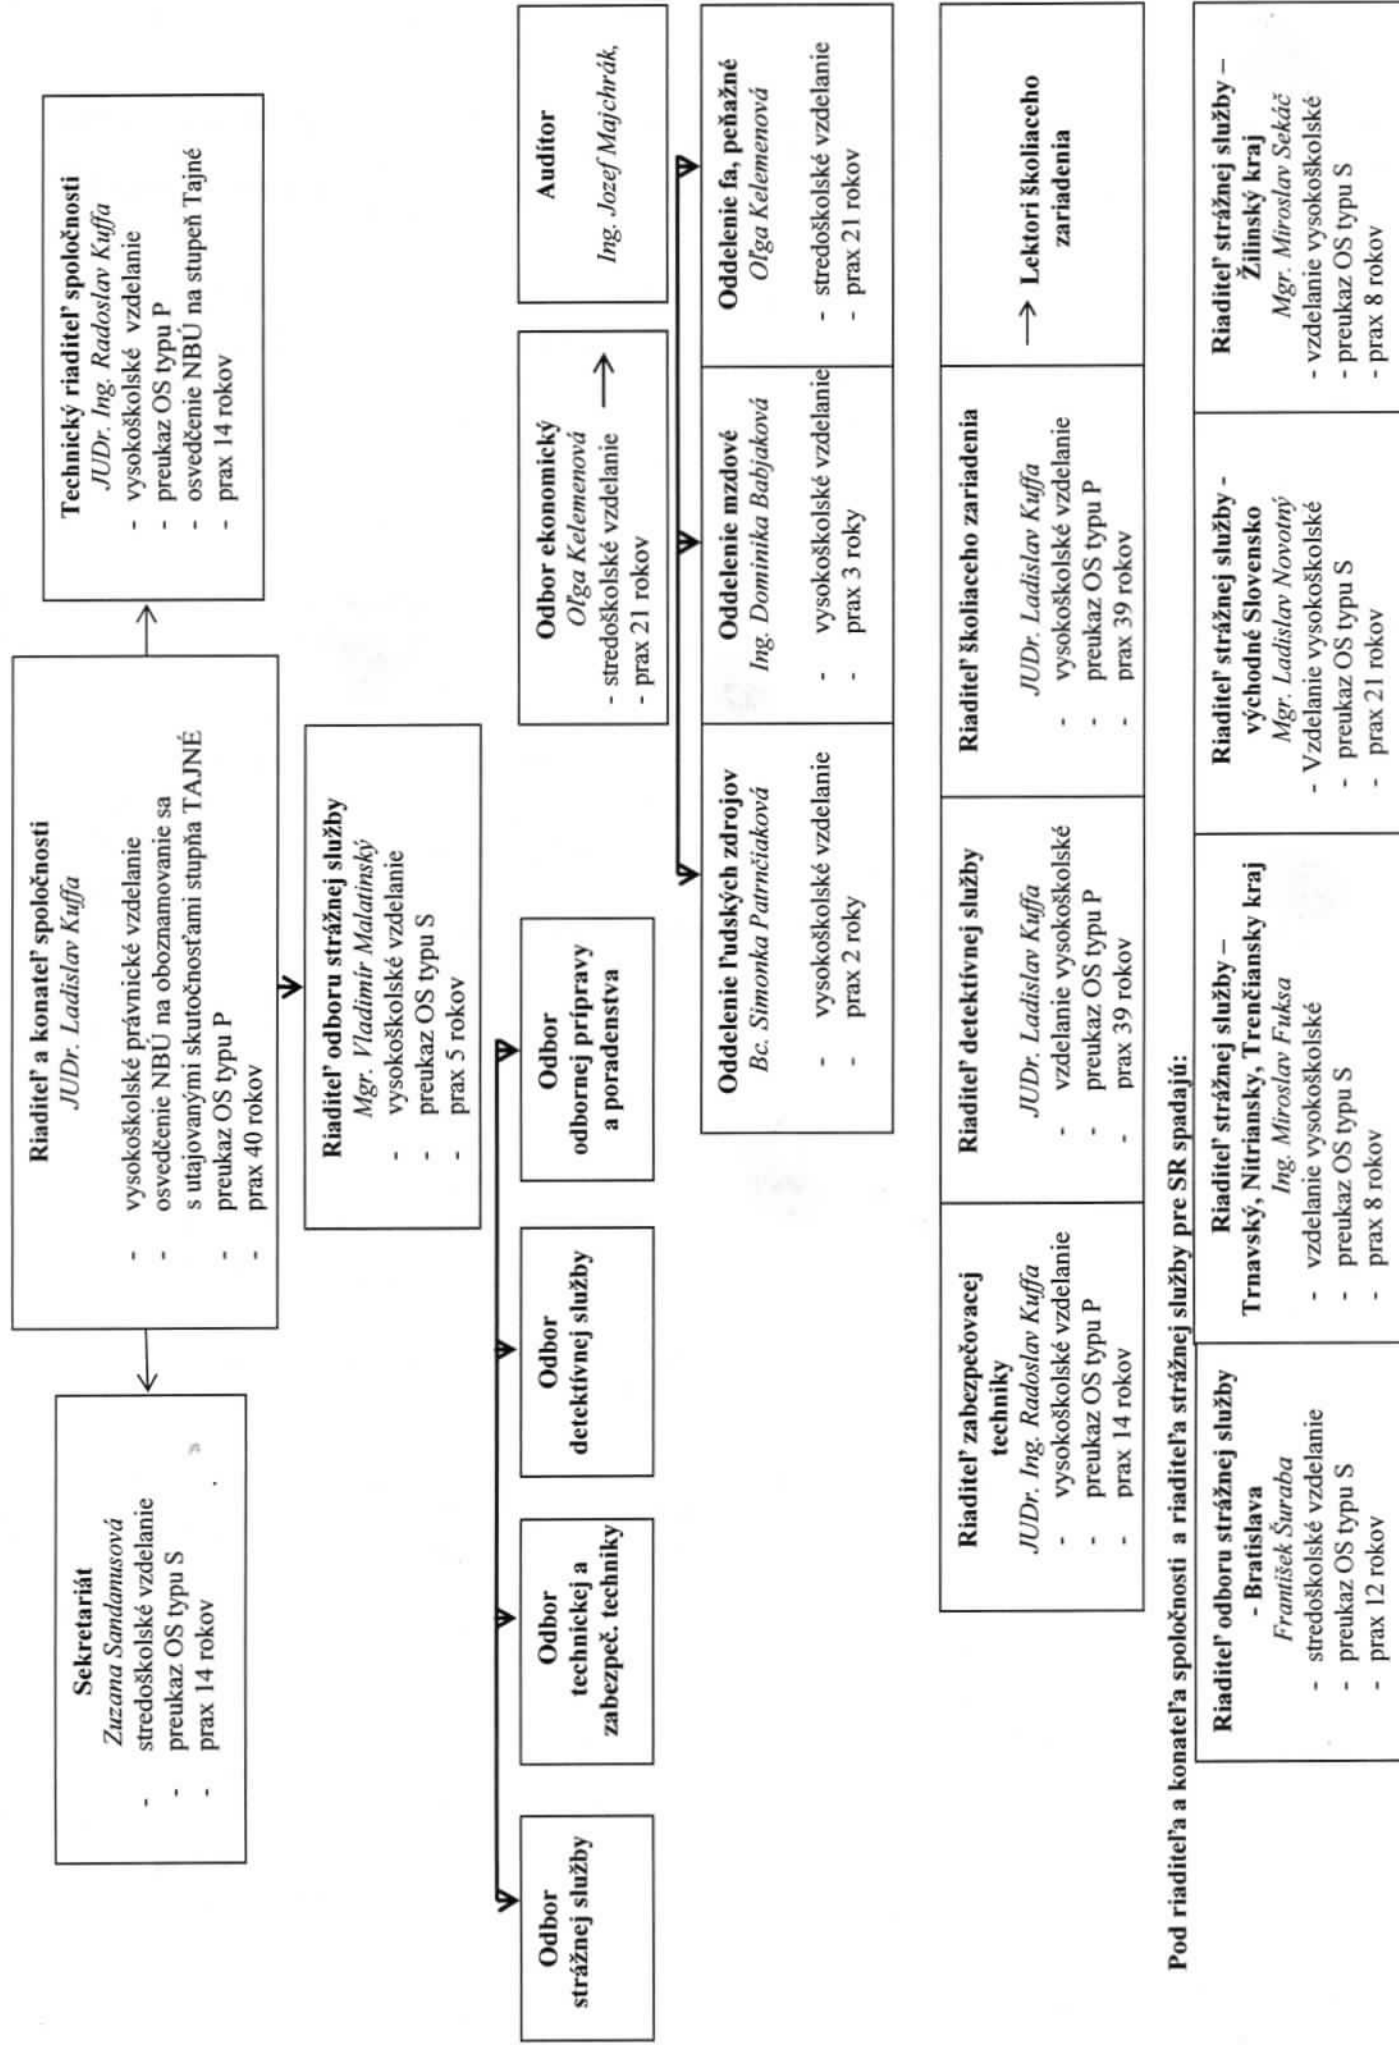 Riaditeľ a konateľ spoločnosti
JUDr. Ladislav Kuffa
- vysokoškolské právnické vzdelanie
- osvedčenie NBÚ na oboznamovanie sa
s utajovanými skutočnosťami stupňa TAJNÉ
- preukaz OS typu P
- prax 40 rokov
Sekretariát
Zuzana Sandanusová
- stredoškolské vzdelanie
- preukaz OS typu S
- prax 14 rokov
Technický riaditeľ spoločnosti
JUDr. Ing. Radoslav Kuffa
- vysokoškolské vzdelanie
- preukaz OS typu P
- osvedčenie NBÚ na stupeň Tajné
- prax 14 rokov
Riaditeľ odboru strážnej služby
Mgr. Vladimír Malatinský
- vysokoškolské vzdelanie
- preukaz OS typu S
- prax 5 rokov
Odbor
strážnej služby
Odbor
technickej a
zabezpeč. techniky
Odbor
detektívnej služby
Odbor
odbornej prípravy
a poradenstva
Odbor ekonomický
Oľga Kelemenová
- stredoškolské vzdelanie →
- prax 21 rokov
Audítor
Ing. Jozef Majchrák,
Oddelenie ľudských zdrojov
Bc. Simonka Patrnčiaková
- vysokoškolské vzdelanie
- prax 2 roky
Oddelenie mzdové
Ing. Dominika Babjaková
- vysokoškolské vzdelanie
- prax 3 roky
Oddelenie fa, peňažné
Oľga Kelemenová
- stredoškolské vzdelanie
- prax 21 rokov
Riaditeľ zabezpečovacej
techniky
JUDr. Ing. Radoslav Kuffa
- vysokoškolské vzdelanie
- preukaz OS typu P
- prax 14 rokov
Riaditeľ detektívnej služby
JUDr. Ladislav Kuffa
- vzdelanie vysokoškolské
- preukaz OS typu P
- prax 39 rokov
Riaditeľ školiaceho zariadenia
JUDr. Ladislav Kuffa
- vysokoškolské vzdelanie
- preukaz OS typu P
- prax 39 rokov
→ Lektori školiaceho
zariadenia
Pod riaditeľa a konateľa spoločnosti a riaditeľa strážnej služby pre SR spadajú:
Riaditeľ odboru strážnej služby
- Bratislava
František Šuraba
- stredoškolské vzdelanie
- preukaz OS typu S
- prax 12 rokov
Riaditeľ strážnej služby –
Trnavský, Nitriansky, Trenčiansky kraj
Ing. Miroslav Fuksa
- vzdelanie vysokoškolské
- preukaz OS typu S
- prax 8 rokov
Riaditeľ strážnej služby -
východné Slovensko
Mgr. Ladislav Novotný
- Vzdelanie vysokoškolské
- preukaz OS typu S
- prax 21 rokov
Riaditeľ strážnej služby –
Žilinský kraj
Mgr. Miroslav Sekáč
- vzdelanie vysokoškolské
- preukaz OS typu S
- prax 8 rokov